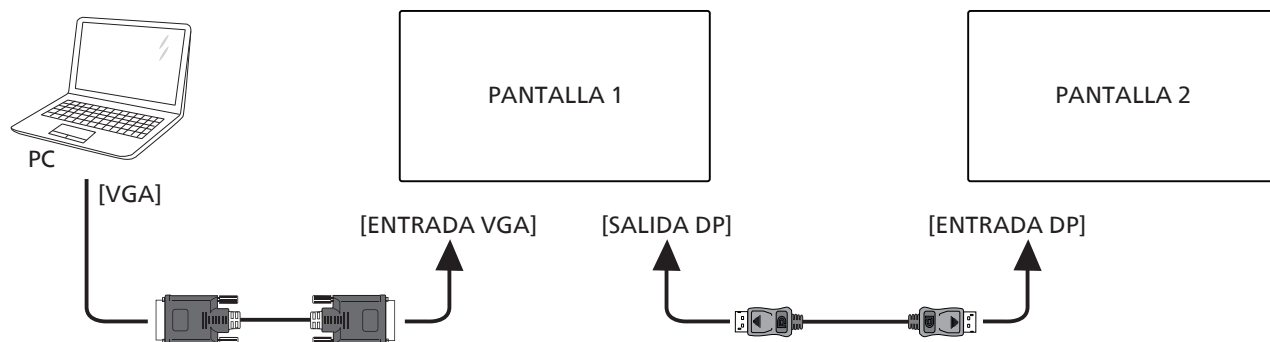 PANTALLA 1
PANTALLA 2
PC
[VGA]
[ENTRADA VGA]
[SALIDA DP]
[ENTRADA DP]